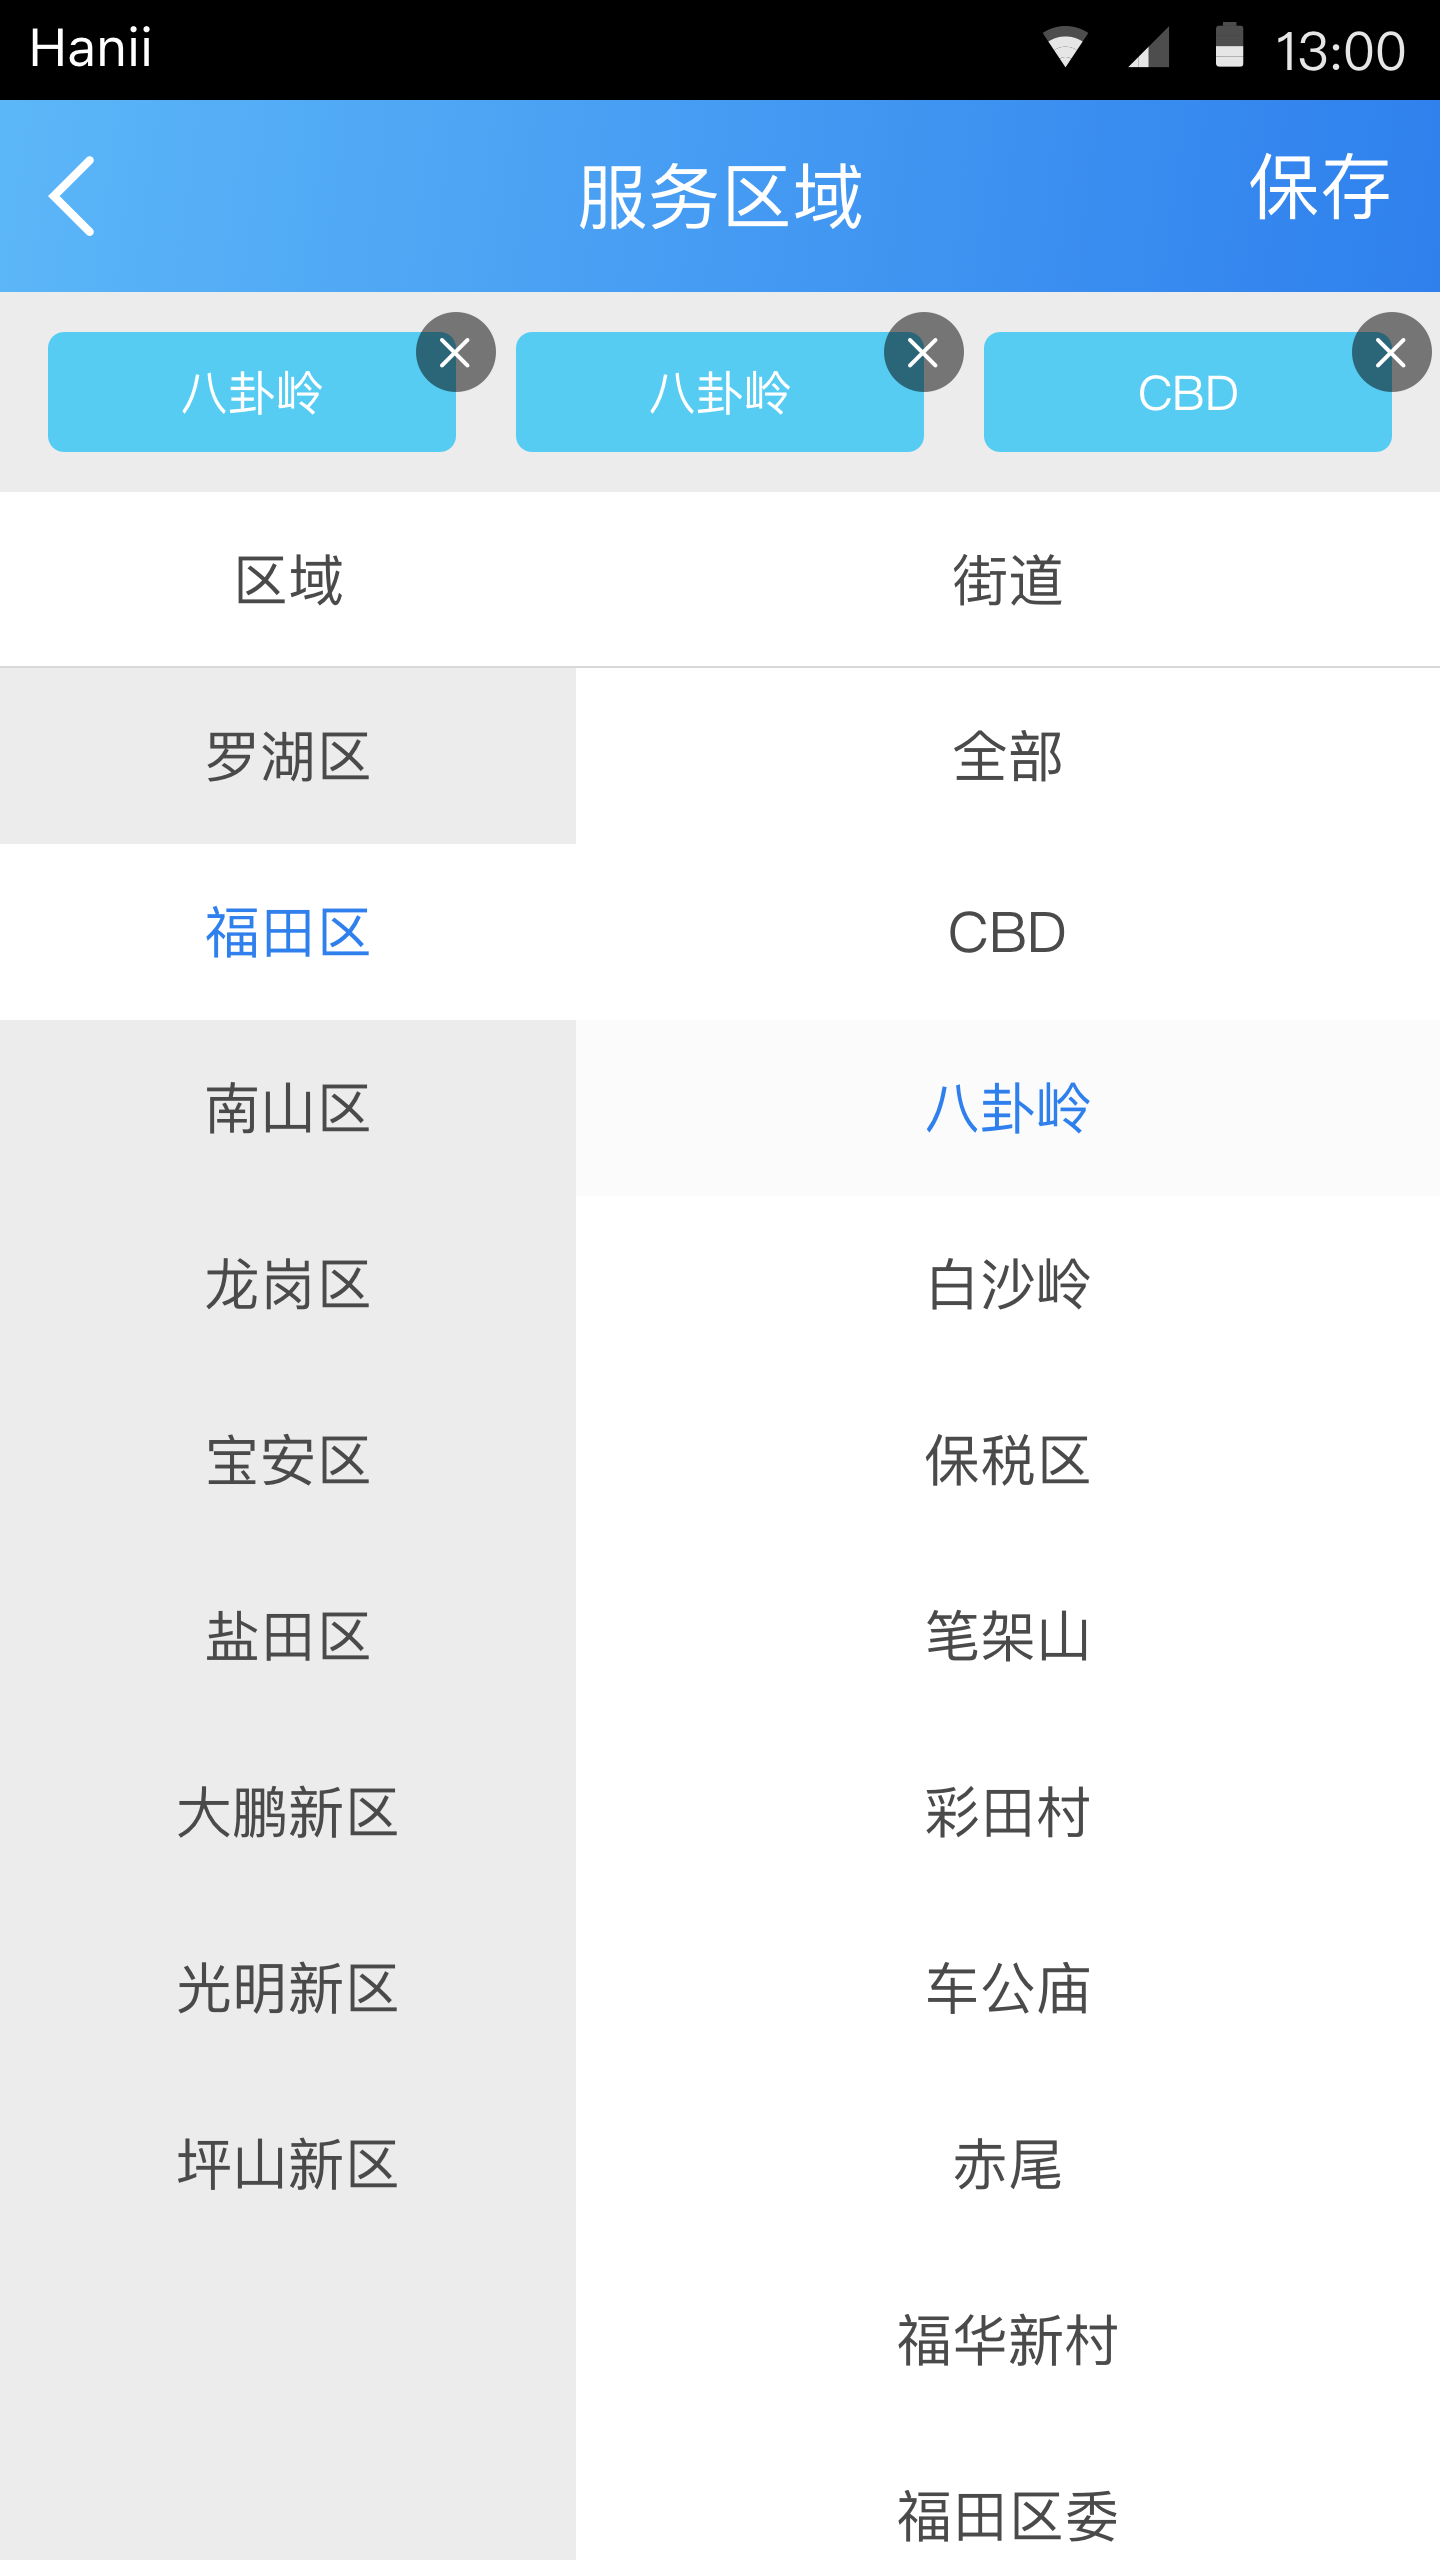 Hanii 13:00
服务区域 保存
八卦岭 八卦岭 CBD
区域 街道
罗湖区 全部
福田区 CBD
南山区 八卦岭
龙岗区 白沙岭
宝安区 保税区
盐田区 笔架山
大鹏新区 彩田村
光明新区 车公庙
坪山新区 赤尾
福华新村
福田区委